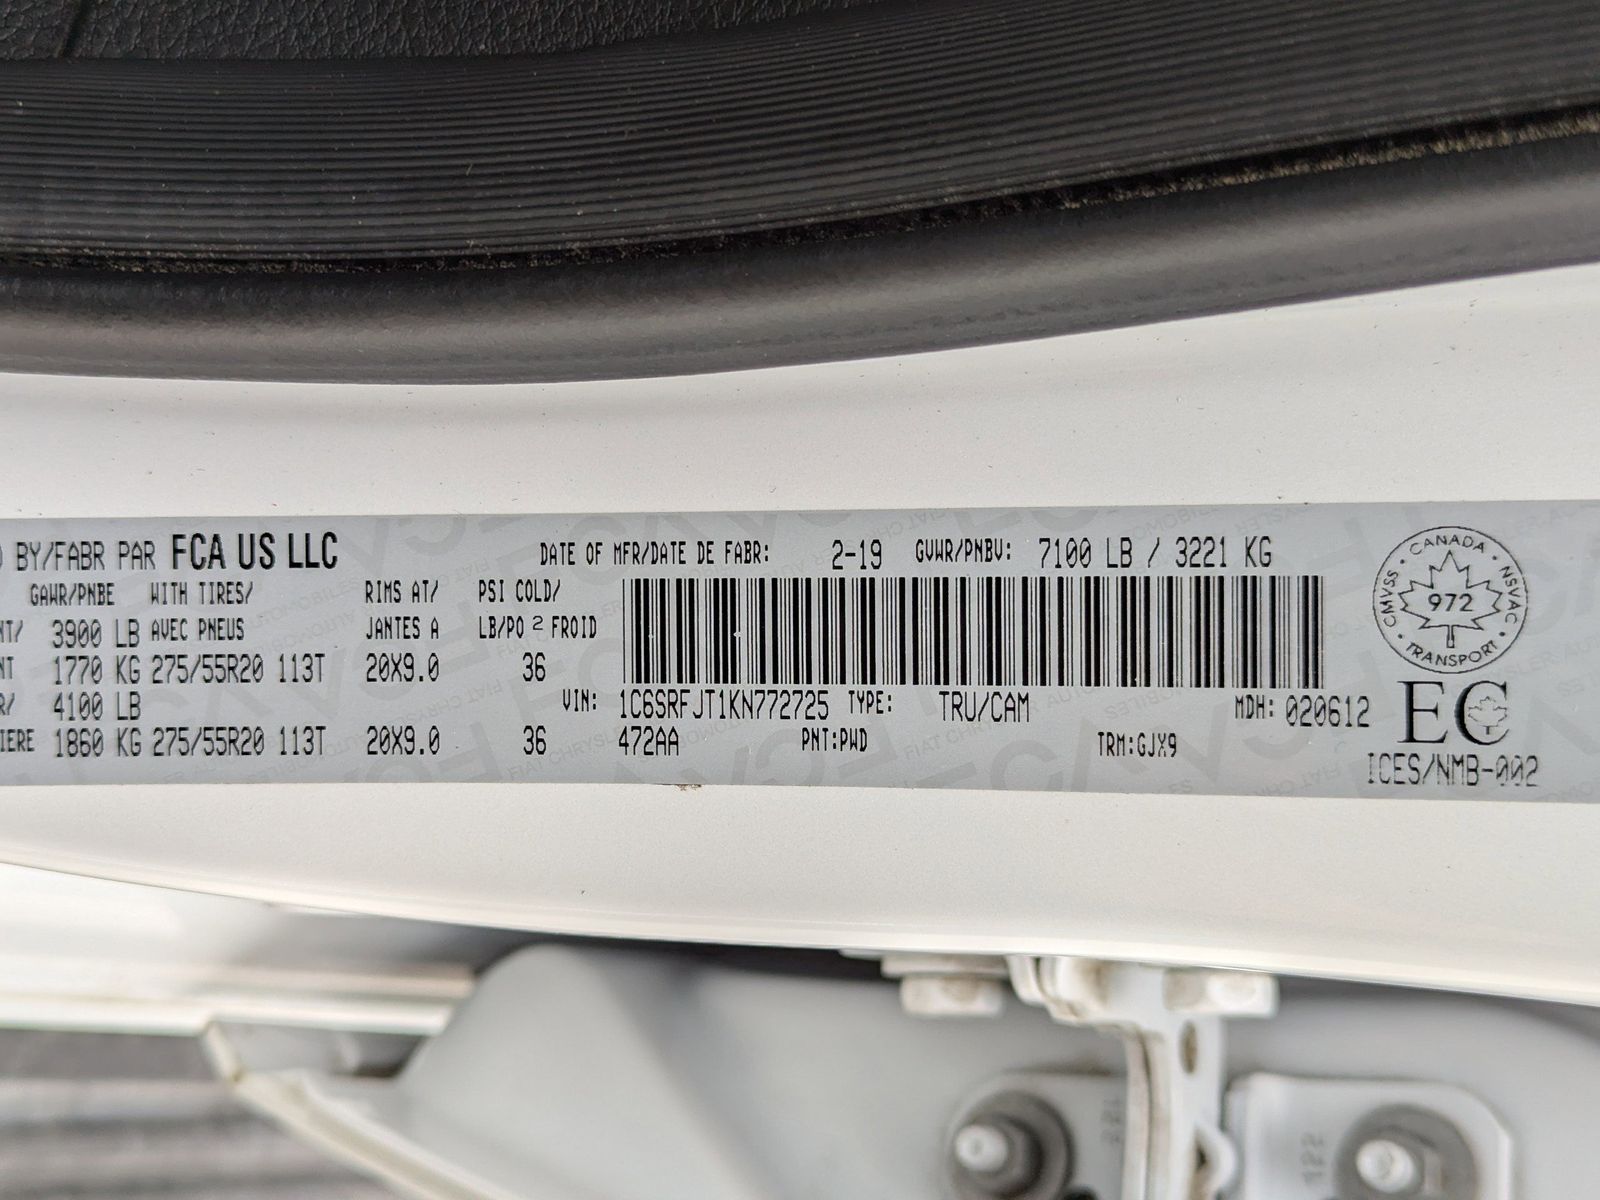 BY/FABR PAR FCA US LLC DATE OF MFR/DATE DE FABR: 2-19 GVWR/PNBV: 7100 LB / 3221 KG
GAWR/PNBE WITH TIRES/ RIMS AT/ PSI COLD/
3900 LB AVEC PNEUS JANTES A LB/PO 2 FROID
1770 KG 275/55R20 113T 20X9.0 36
4100 LB VIN: 1C6SRFJT1KN772725 TYPE: TRU/CAM MDH: 020612
1860 KG 275/55R20 113T 20X9.0 36 472AA PNT:PWD TRM:GJX9
CANADA
CMVSS • NSVAC
972
TRANSPORT
EC
ICES/NMB-002
122